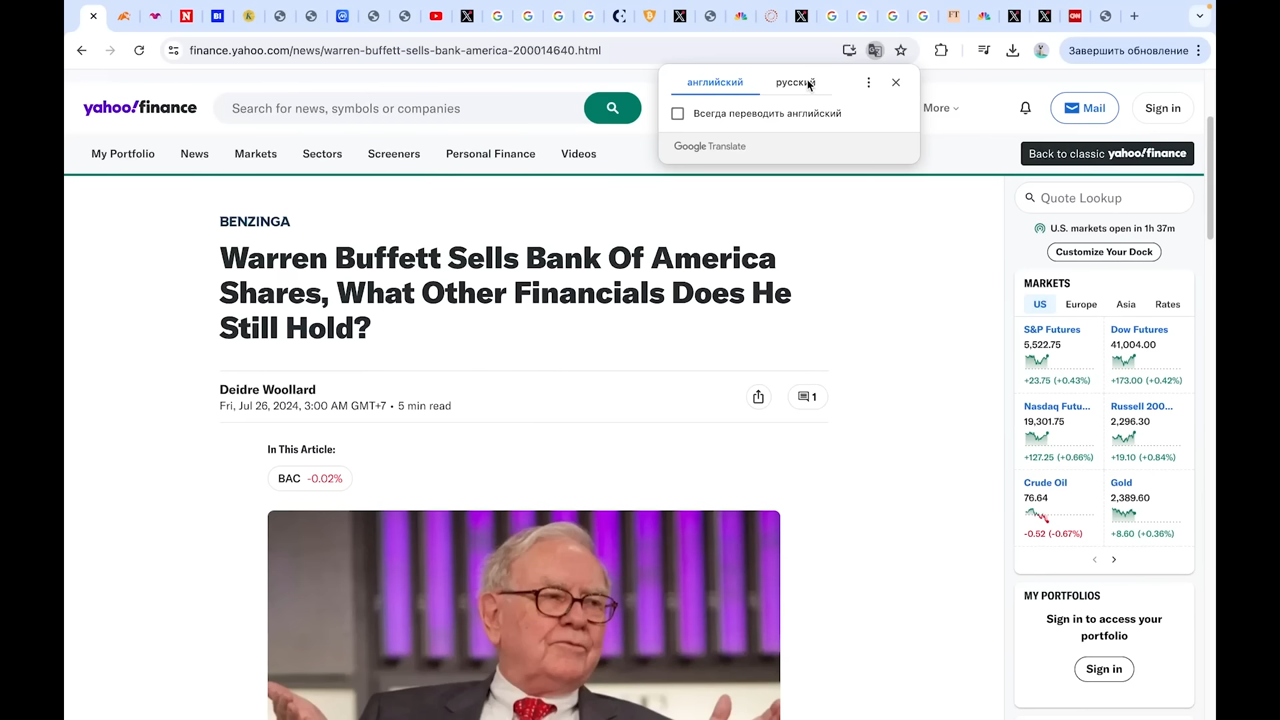 finance.yahoo.com/news/warren-buffett-sells-bank-america-200014640.html
Завершить обновление
английский
русский
Всегда переводить английский
Google Translate
yahoo!finance
Search for news, symbols or companies
More
Mail
Sign in
My Portfolio
News
Markets
Sectors
Screeners
Personal Finance
Videos
Back to classic yahoo!finance
BENZINGA
Warren Buffett Sells Bank Of America
Shares, What Other Financials Does He
Still Hold?
Deidre Woollard
Fri, Jul 26, 2024, 3:00 AM GMT+7 • 5 min read
1
In This Article:
BAC -0.02%
Quote Lookup
U.S. markets open in 1h 37m
Customize Your Dock
MARKETS
US
Europe
Asia
Rates
S&P Futures
5,522.75
+23.75 (+0.43%)
Dow Futures
41,004.00
+173.00 (+0.42%)
Nasdaq Futu...
19,301.75
+127.25 (+0.66%)
Russell 200...
2,296.30
+19.10 (+0.84%)
Crude Oil
76.64
-0.52 (-0.67%)
Gold
2,389.60
+8.60 (+0.36%)
MY PORTFOLIOS
Sign in to access your
portfolio
Sign in